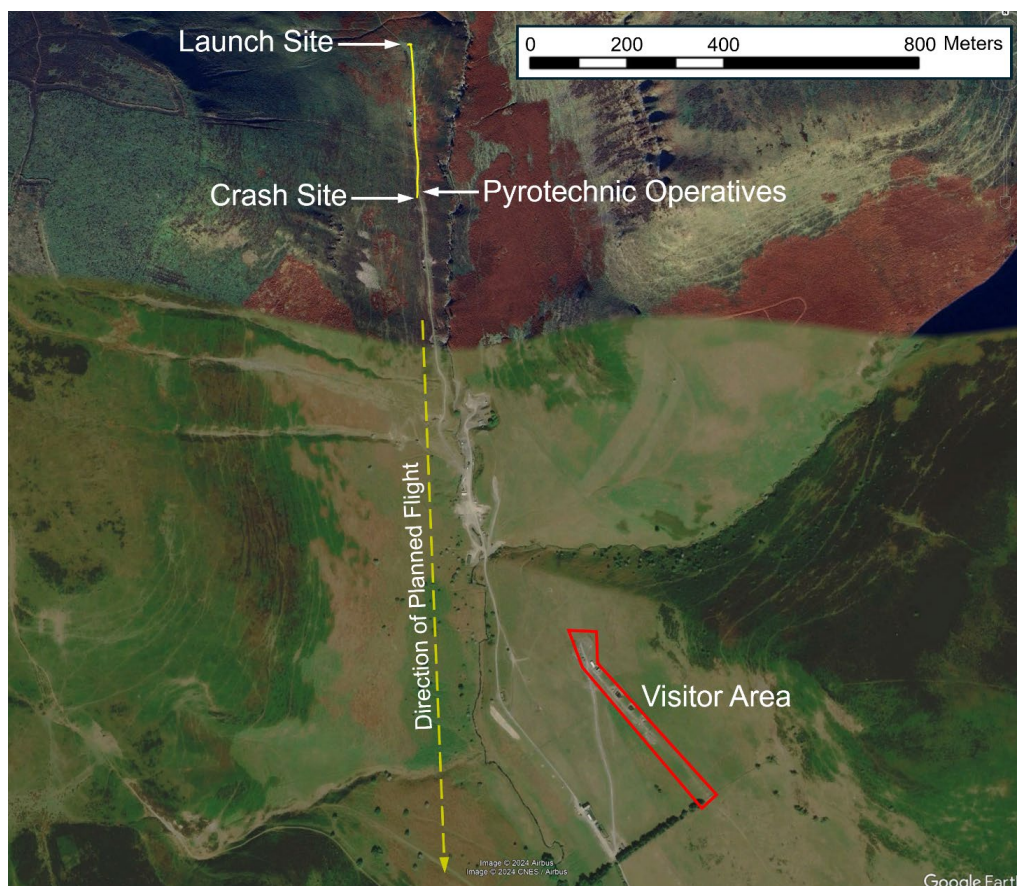 Launch Site
0 200 400 800 Meters
Crash Site
Pyrotechnic Operatives
Direction of Planned Flight
Visitor Area
Image © 2024 Airbus
Image © 2024 CNES / Airbus
Google Earth